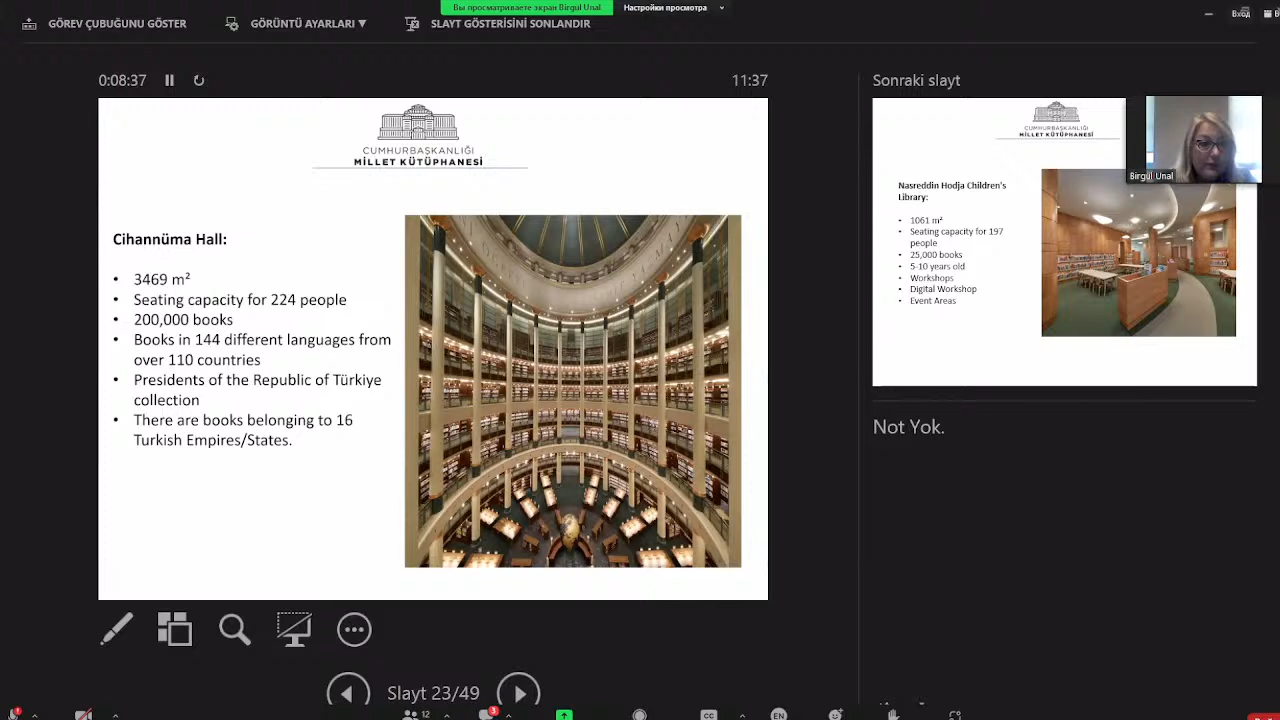 Вы просматриваете экран Birgul Unal
Настройки просмотра
GÖREV ÇUBUĞUNU GÖSTER
GÖRÜNTÜ AYARLARI
SLAYT GÖSTERİSİNİ SONLANDIR
Вход
0:08:37
11:37
CUMHURBAŞKANLIĞI
MİLLET KÜTÜPHANESİ
Cihannüma Hall:
• 3469 m²
• Seating capacity for 224 people
• 200,000 books
• Books in 144 different languages from
over 110 countries
• Presidents of the Republic of Türkiye
collection
• There are books belonging to 16
Turkish Empires/States.
Slayt 23/49
Sonraki slayt
CUMHURBAŞKANLIĞI
MİLLET KÜTÜPHANESİ
Birgul Unal
Nasreddin Hodja Children's
Library:
• 1061 m²
• Seating capacity for 197
people
• 25,000 books
• 5-10 years old
• Workshops
• Digital Workshop
• Event Areas
Not Yok.
12
3
CC
EN